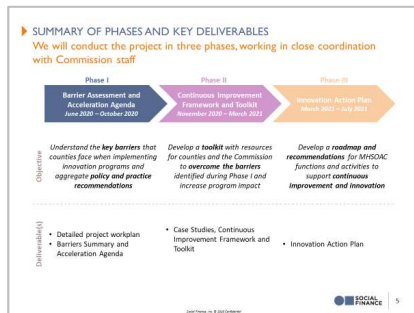 SUMMARY OF PHASES AND KEY DELIVERABLES
We will conduct the project in three phases, working in close coordination
with Commission staff
Phase I
Phase II
Phase III
Barrier Assessment and
Acceleration Agenda
June 2020 – October 2020
Continuous Improvement
Framework and Toolkit
November 2020 – March 2021
Innovation Action Plan
March 2021 – July 2021
Objective
Understand the key barriers that
counties face when implementing
innovation programs and
aggregate policy and practice
recommendations
Develop a toolkit with resources
for counties and the Commission
to overcome the barriers
identified during Phase I and
increase program impact
Develop a roadmap and
recommendations for MHSOAC
functions and activities to
support continuous
improvement and innovation
Deliverable(s)
• Detailed project workplan
• Barriers Summary and
Acceleration Agenda
• Case Studies, Continuous
Improvement Framework and
Toolkit
• Innovation Action Plan
SOCIAL
FINANCE
5
Social Finance, Inc. © 2020 Confidential